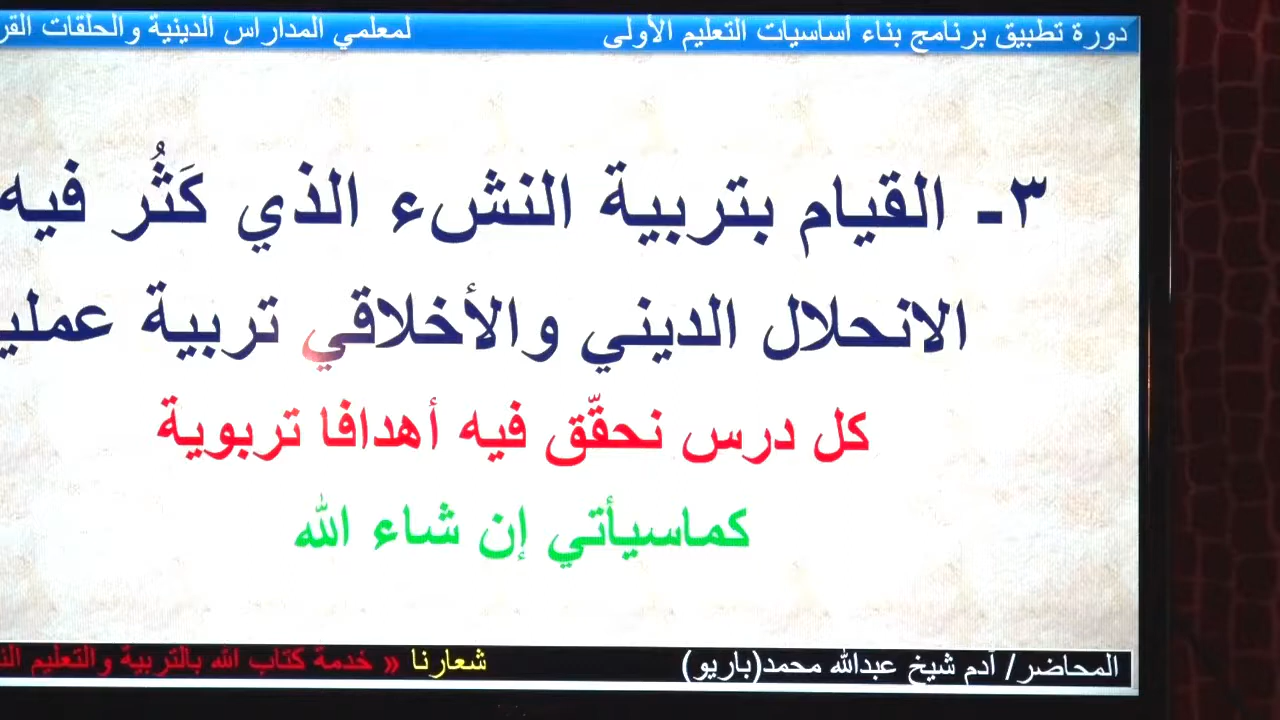 دورة تطبيق برنامج بناء أساسيات التعليم الأولى لمعلمي المداراس الدينية والحلقات
٣- القيام بتربية النشء الذي كَثُر فيه
الانحلال الديني والأخلاقي تربية
كل درس نحقّق فيه أهدافا تربوية
كماسيأتي إن شاء الله
المحاضر/ آدم شيخ عبدالله محمد(باريو) شعارنا « خدمة كتاب الله بالتربية والتعليم